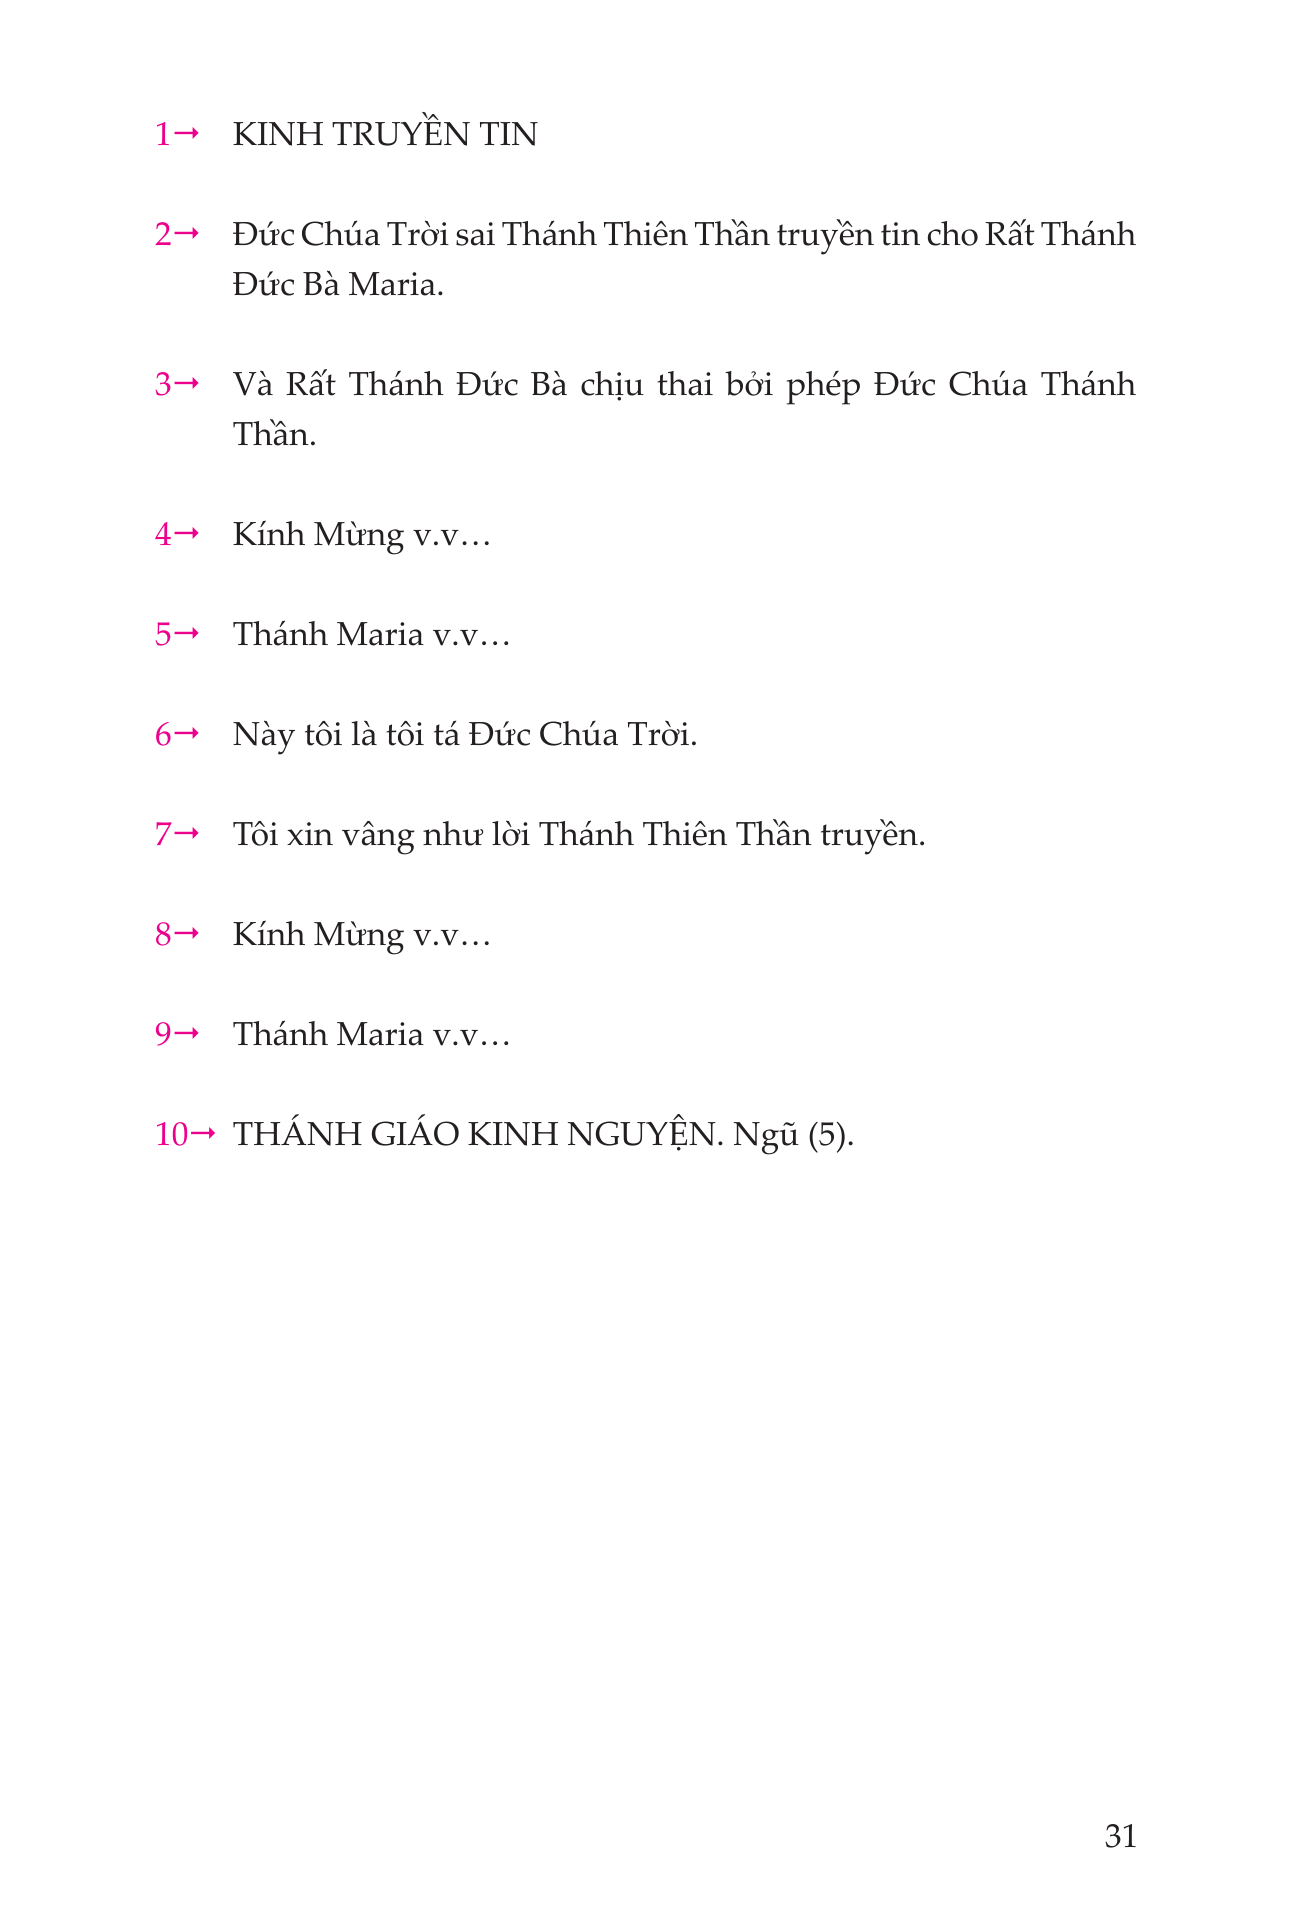 1→ KINH TRUYỀN TIN
2→ Đức Chúa Trời sai Thánh Thiên Thần truyền tin cho Rất Thánh
Đức Bà Maria.
3→ Và Rất Thánh Đức Bà chịu thai bởi phép Đức Chúa Thánh
Thần.
4→ Kính Mừng v.v…
5→ Thánh Maria v.v…
6→ Này tôi là tôi tá Đức Chúa Trời.
7→ Tôi xin vâng như lời Thánh Thiên Thần truyền.
8→ Kính Mừng v.v…
9→ Thánh Maria v.v…
10→ THÁNH GIÁO KINH NGUYỆN. Ngũ (5).
31